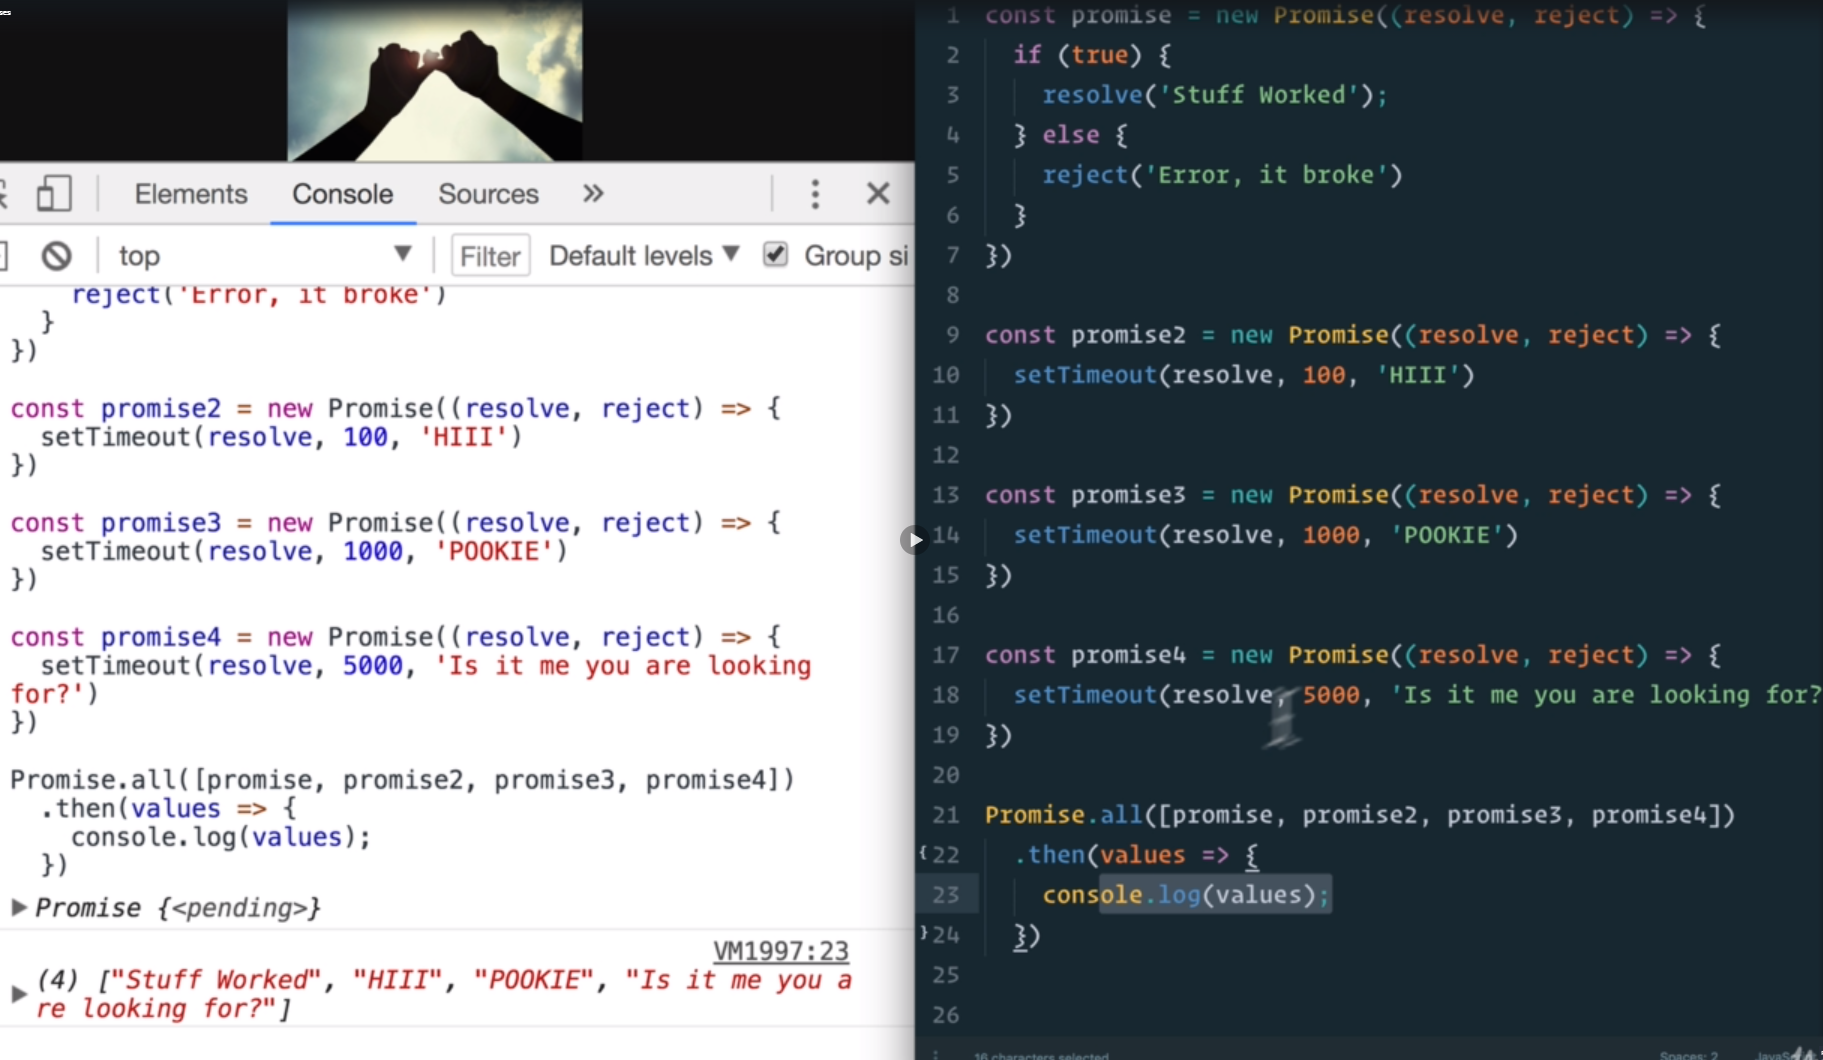 ses
Elements Console Sources »
top Filter Default levels Group si
reject('Error, it broke')
}
})
const promise2 = new Promise((resolve, reject) => {
setTimeout(resolve, 100, 'HIII')
})
const promise3 = new Promise((resolve, reject) => {
setTimeout(resolve, 1000, 'POOKIE')
})
const promise4 = new Promise((resolve, reject) => {
setTimeout(resolve, 5000, 'Is it me you are looking
for?')
})
Promise.all([promise, promise2, promise3, promise4])
.then(values => {
console.log(values);
})
Promise {<pending>}
VM1997:23
(4) ["Stuff Worked", "HIII", "POOKIE", "Is it me you a
re looking for?"]
1 const promise = new Promise((resolve, reject) => {
2 if (true) {
3 resolve('Stuff Worked');
4 } else {
5 reject('Error, it broke')
6 }
7 })
8
9 const promise2 = new Promise((resolve, reject) => {
10 setTimeout(resolve, 100, 'HIII')
11 })
12
13 const promise3 = new Promise((resolve, reject) => {
14 setTimeout(resolve, 1000, 'POOKIE')
15 })
16
17 const promise4 = new Promise((resolve, reject) => {
18 setTimeout(resolve, 5000, 'Is it me you are looking for?
19 })
20
21 Promise.all([promise, promise2, promise3, promise4])
{22 .then(values => {
23 console.log(values);
}24 })
25
26
16 characters selected Spaces: 2